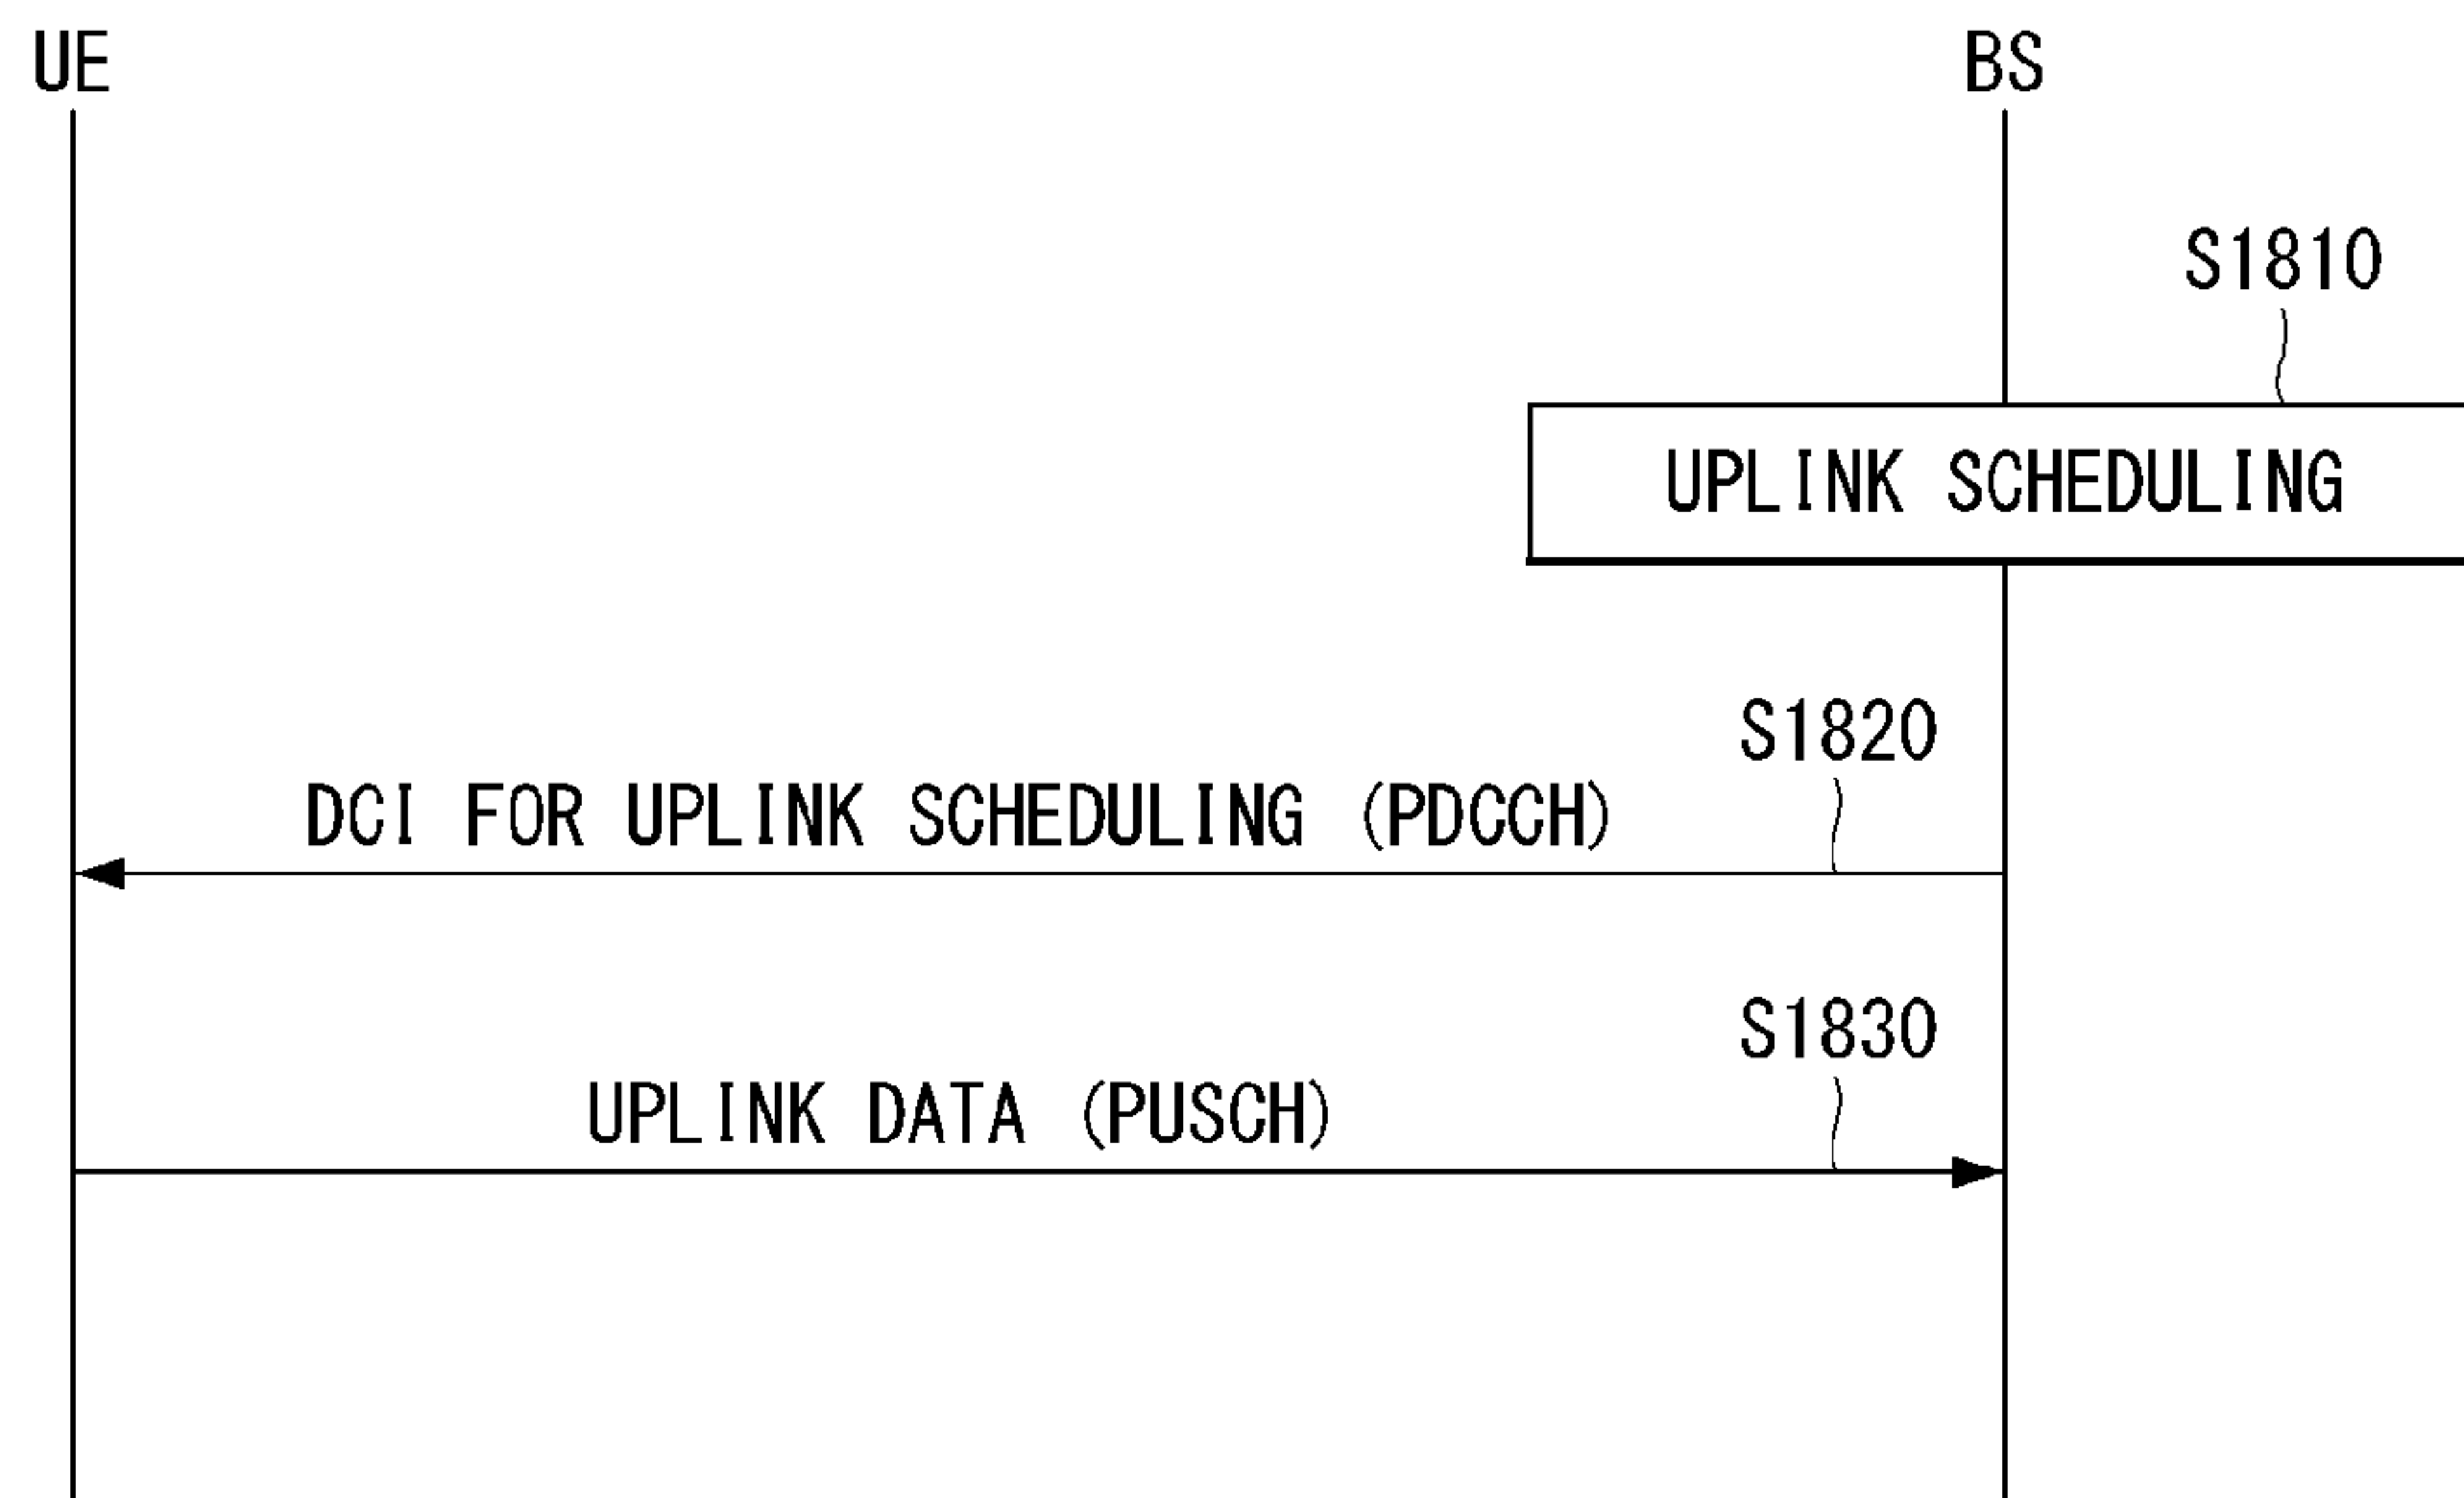 UE
BS
S1810
UPLINK SCHEDULING
S1820
DCI FOR UPLINK SCHEDULING (PDCCH)
S1830
UPLINK DATA (PUSCH)